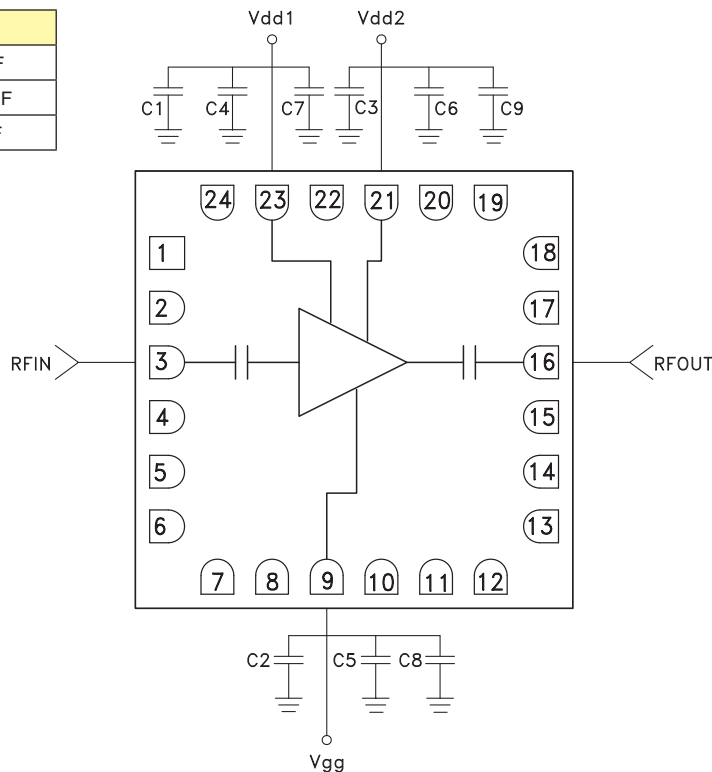 Vdd1 Vdd2
F
F
F
C1 C4 C7 C3 C6 C9
24 23 22 21 20 19
1 18
2 17
RFIN 3 16 RFOUT
4 15
5 14
6 13
7 8 9 10 11 12
C2 C5 C8
Vgg